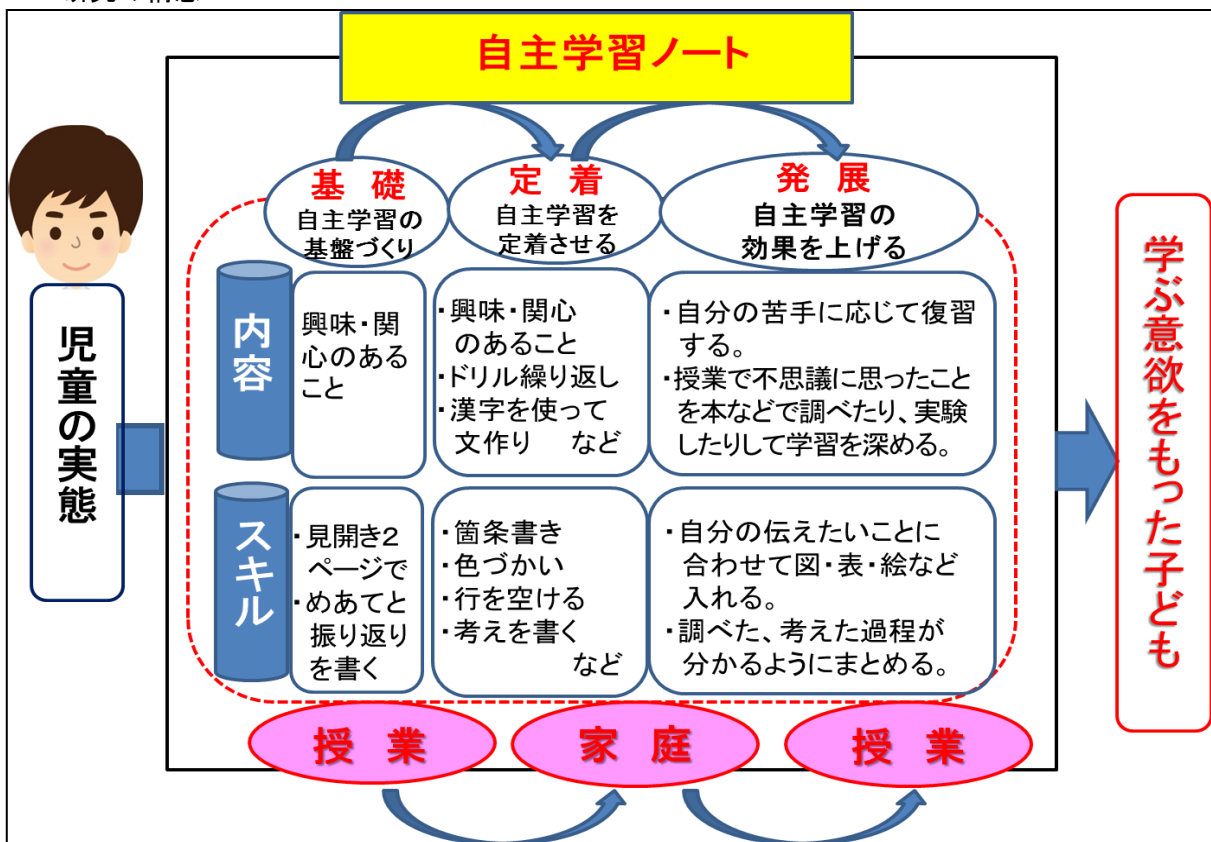 自主学習ノート
児童の実態
基礎
自主学習の
基盤づくり
定着
自主学習を
定着させる
発展
自主学習の
効果を上げる
内容
興味・関
心のある
こと
・興味・関心
のあること
・ドリル繰り返し
・漢字を使って
文作り　など
・自分の苦手に応じて復習
する。
・授業で不思議に思ったこと
を本などで調べたり、実験
したりして学習を深める。
スキル
・見開き2
ページで
・めあてと
振り返り
を書く
・箇条書き
・色づかい
・行を空ける
・考えを書く
など
・自分の伝えたいことに
合わせて図・表・絵など
入れる。
・調べた、考えた過程が
分かるようにまとめる。
授業
家庭
授業
学ぶ意欲をもった子ども